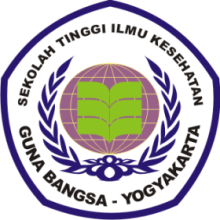 SEKOLAH TINGGI ILMU KESEHATAN
GUNA BANGSA - YOGYAKARTA